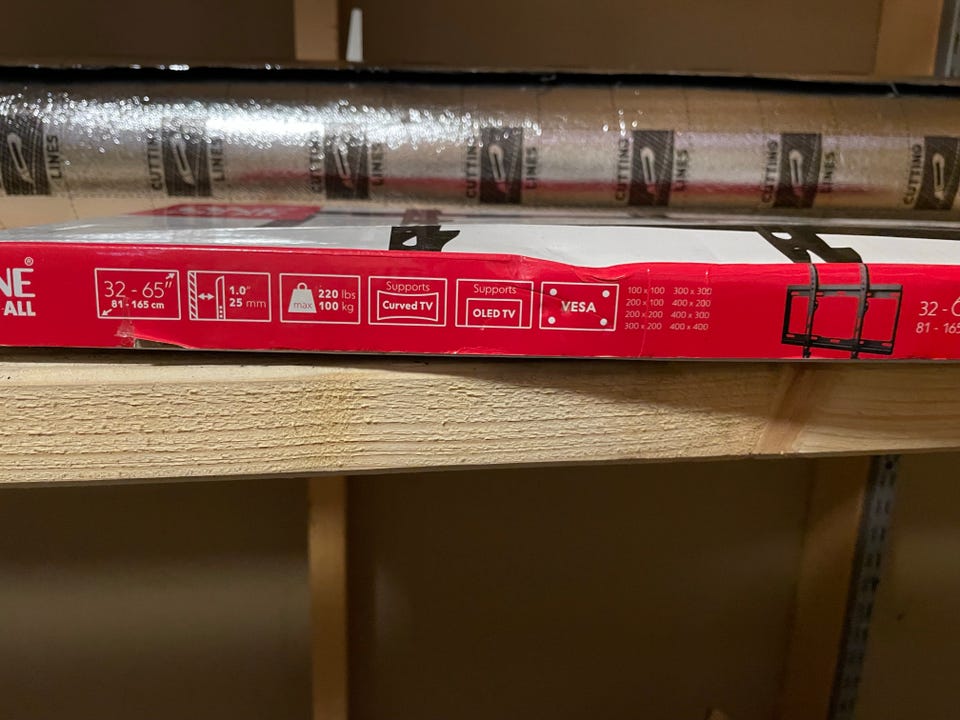 CUTTING LINES
CUTTING LINES
CUTTING LINES
CUTTING LINES
CUTTING LINES
CUTTING LINES
CUTTING
NE®
ALL
32 - 65"
81 - 165 cm
1.0"
25 mm
max
220 lbs
100 kg
Supports
Curved TV
Supports
OLED TV
VESA
100 x 100 300 x 300
200 x 100 400 x 200
200 x 200 400 x 300
300 x 200 400 x 400
32 - 6
81 - 165